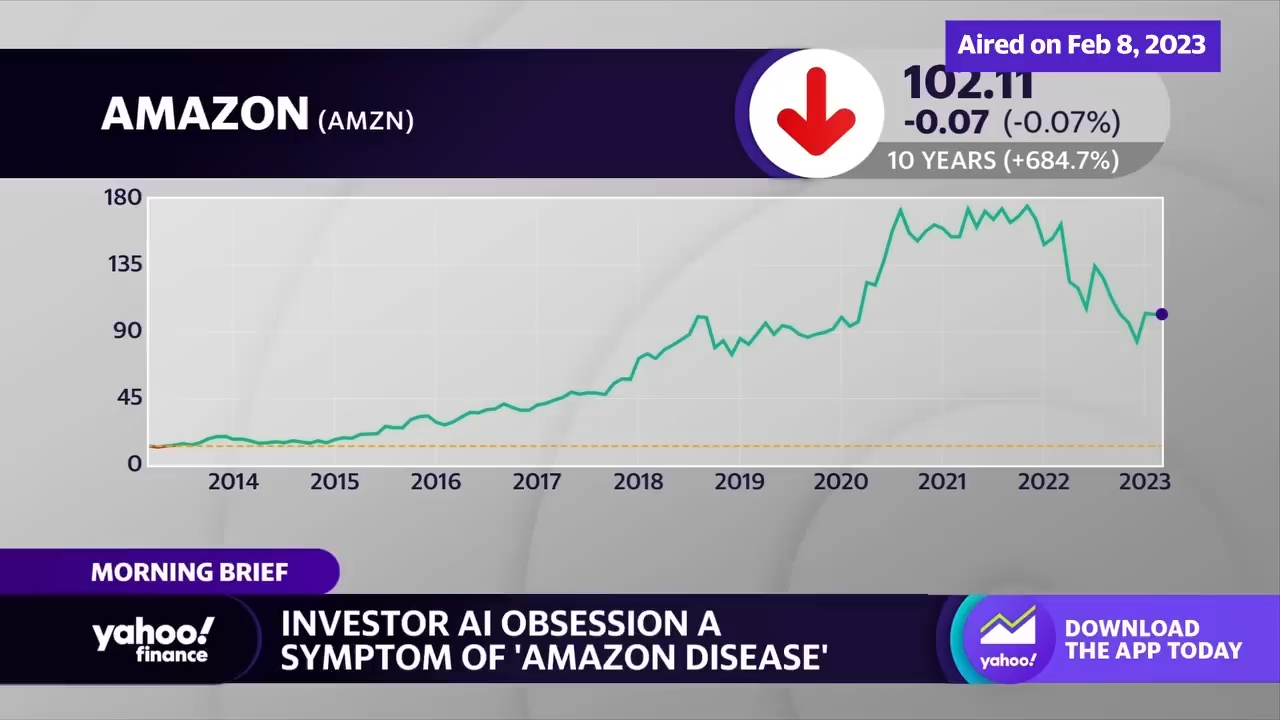 Aired on Feb 8, 2023
AMAZON (AMZN)
102.11
-0.07 (-0.07%)
10 YEARS (+684.7%)
180
135
90
45
0
2014 2015 2016 2017 2018 2019 2020 2021 2022 2023
MORNING BRIEF
yahoo!
finance
INVESTOR AI OBSESSION A
SYMPTOM OF 'AMAZON DISEASE'
yahoo!
DOWNLOAD
THE APP TODAY